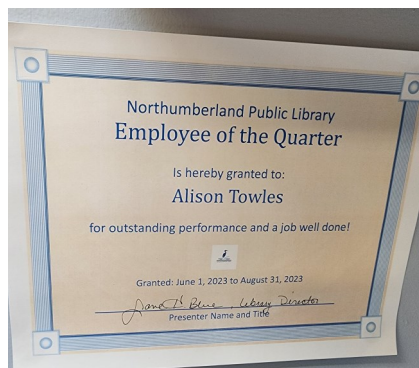 Northumberland Public Library
Employee of the Quarter
Is hereby granted to:
Alison Towles
for outstanding performance and a job well done!
Granted: June 1, 2023 to August 31, 2023
Blue, Library Director
Presenter Name and Title